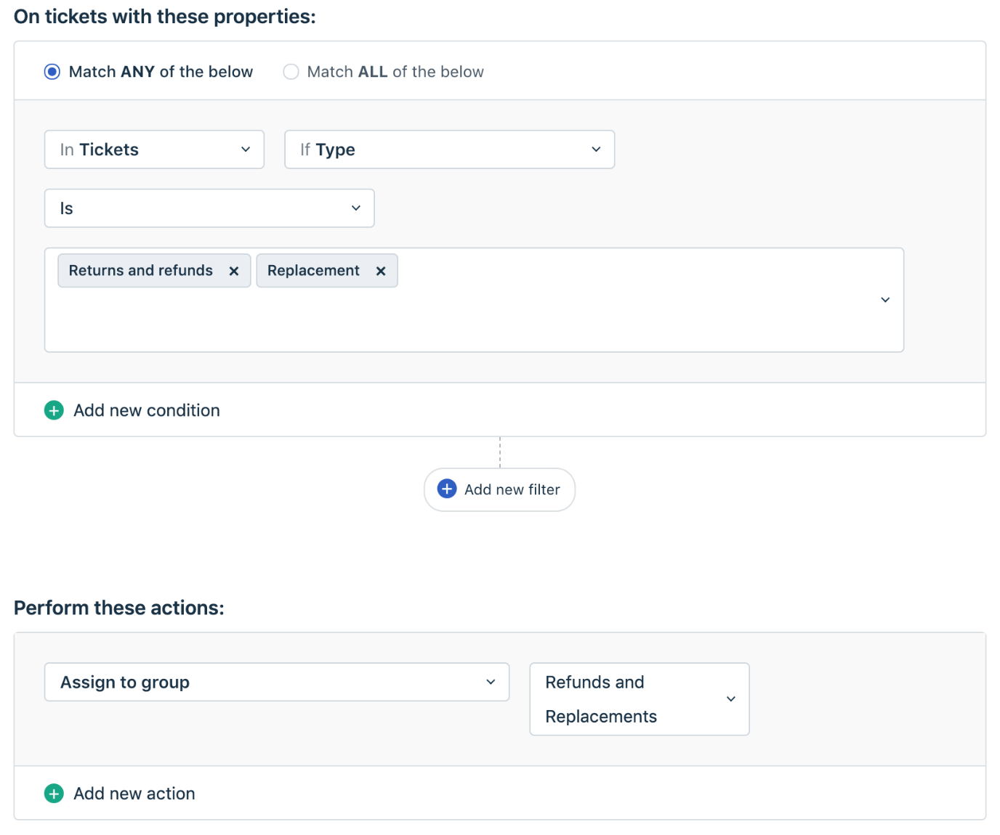 On tickets with these properties:
Match ANY of the below
Match ALL of the below
In Tickets
If Type
Is
Returns and refunds
Replacement
Add new condition
Add new filter
Perform these actions:
Assign to group
Refunds and
Replacements
Add new action